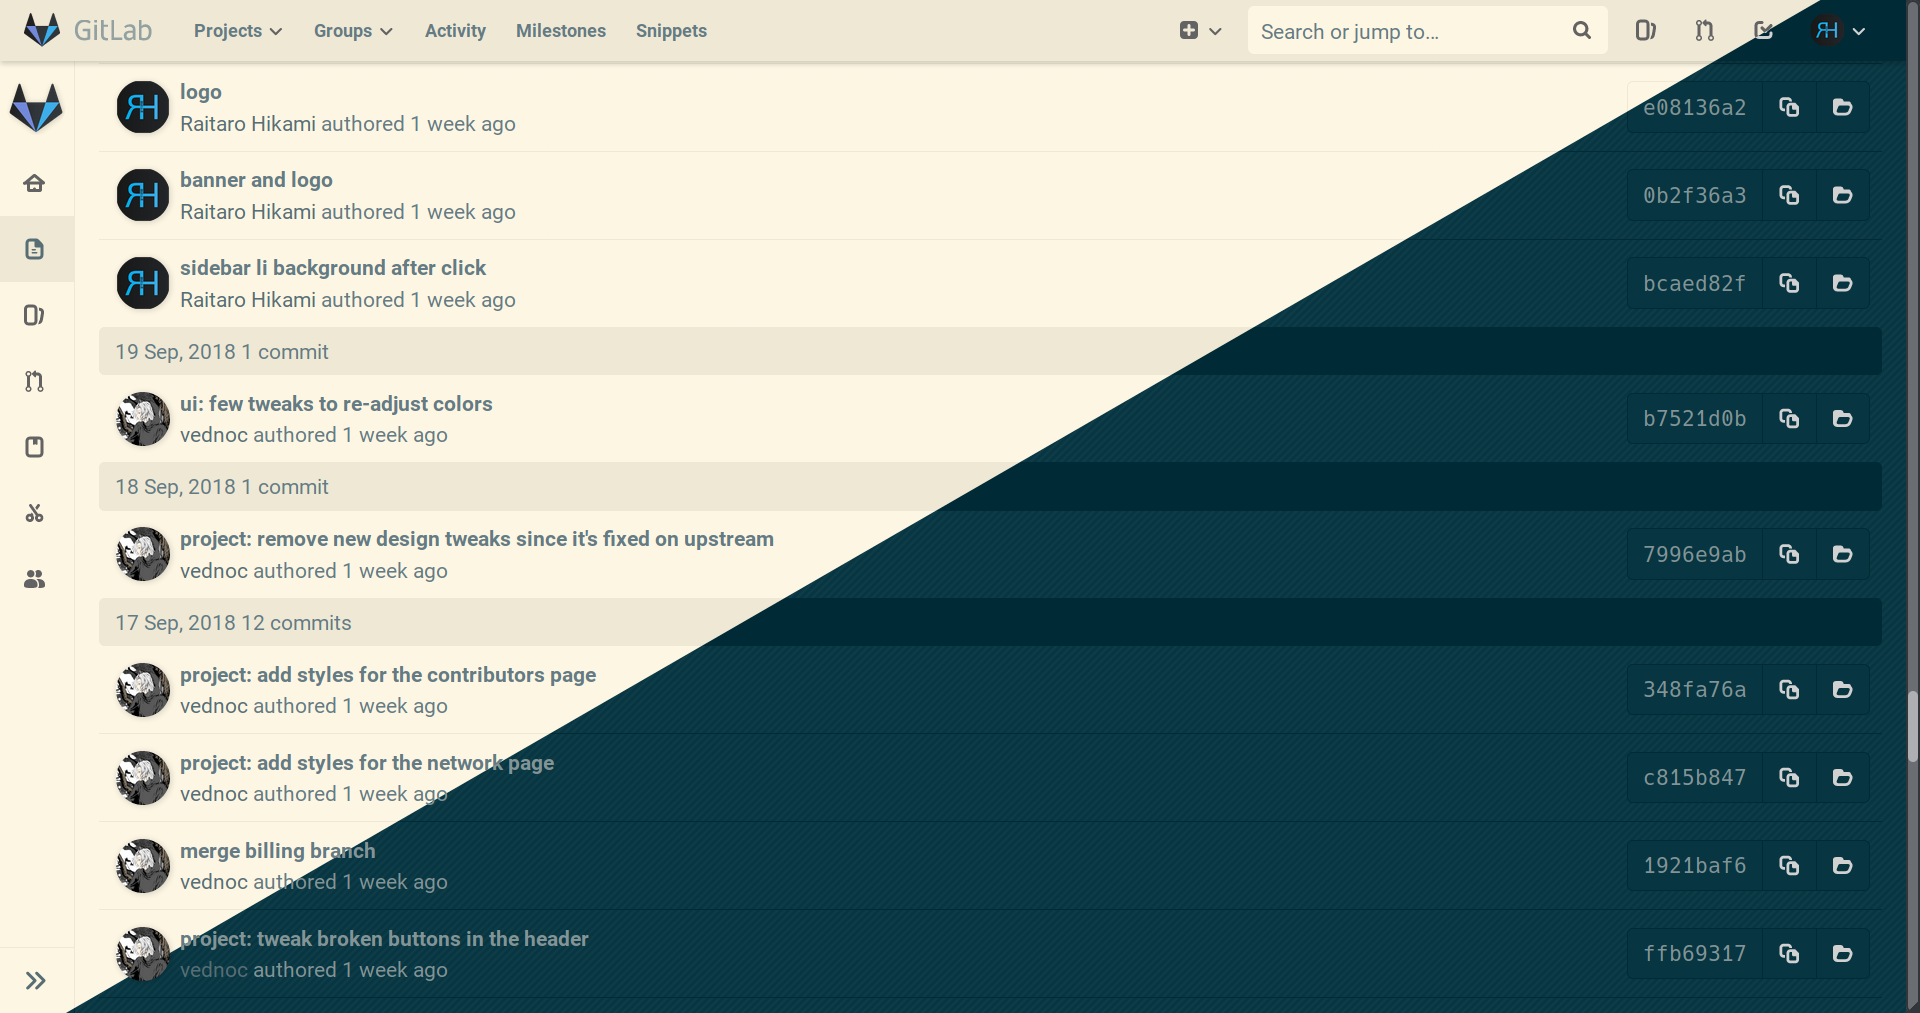 GitLab Projects Groups Activity Milestones Snippets Search or jump to... RH
logo
Raitaro Hikami authored 1 week ago
e08136a2
banner and logo
Raitaro Hikami authored 1 week ago
0b2f36a3
sidebar li background after click
Raitaro Hikami authored 1 week ago
bcaed82f
19 Sep, 2018 1 commit
ui: few tweaks to re-adjust colors
vednoc authored 1 week ago
b7521d0b
18 Sep, 2018 1 commit
project: remove new design tweaks since it's fixed on upstream
vednoc authored 1 week ago
7996e9ab
17 Sep, 2018 12 commits
project: add styles for the contributors page
vednoc authored 1 week ago
348fa76a
project: add styles for the network page
vednoc authored 1 week ago
c815b847
merge billing branch
vednoc authored 1 week ago
1921baf6
project: tweak broken buttons in the header
vednoc authored 1 week ago
ffb69317